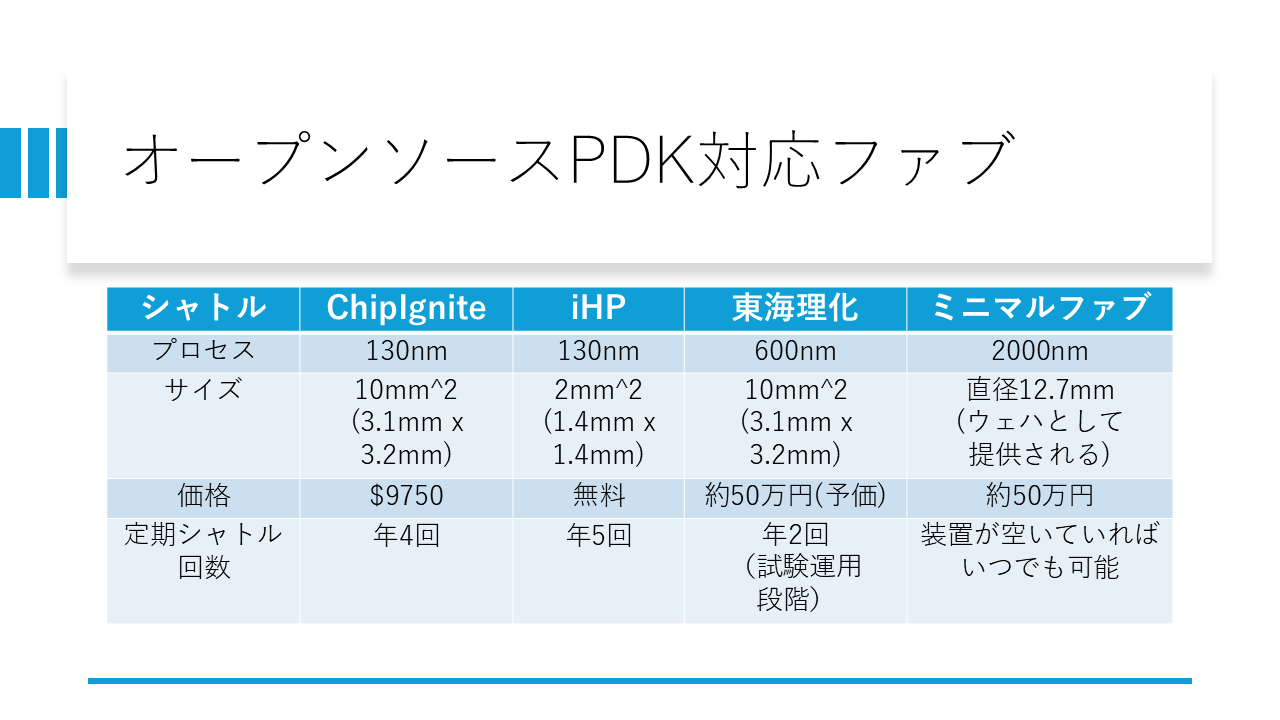 オープンソースPDK対応ファブ
シャトル ChipIgnite iHP 東海理化 ミニマルファブ
プロセス 130nm 130nm 600nm 2000nm
サイズ 10mm^2 2mm^2 10mm^2 直径12.7mm
(3.1mm x (1.4mm x (3.1mm x (ウェハとして
3.2mm) 1.4mm) 3.2mm) 提供される)
価格 $9750 無料 約50万円(予価) 約50万円
定期シャトル 年4回 年5回 年2回 装置が空いていれば
回数 (試験運用 いつでも可能
段階)